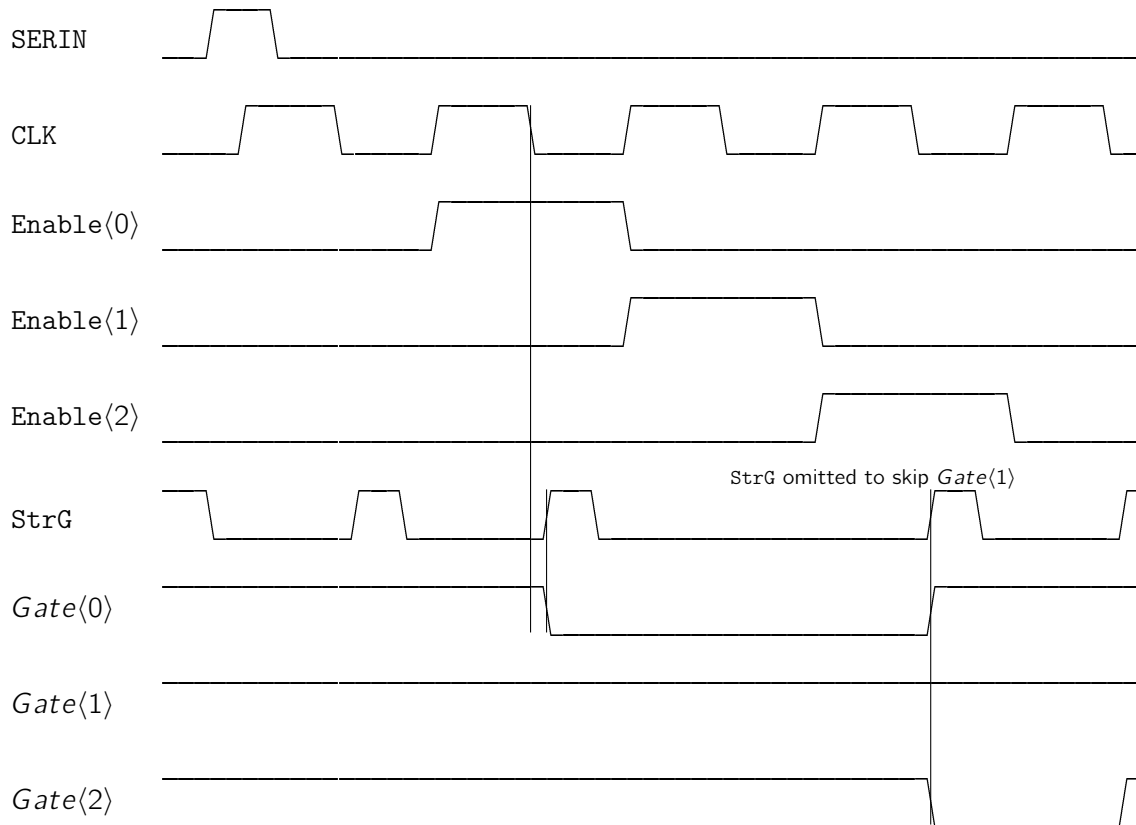 SERIN
CLK
Enable⟨0⟩
Enable⟨1⟩
Enable⟨2⟩
StrG omitted to skip Gate⟨1⟩
StrG
Gate⟨0⟩
Gate⟨1⟩
Gate⟨2⟩